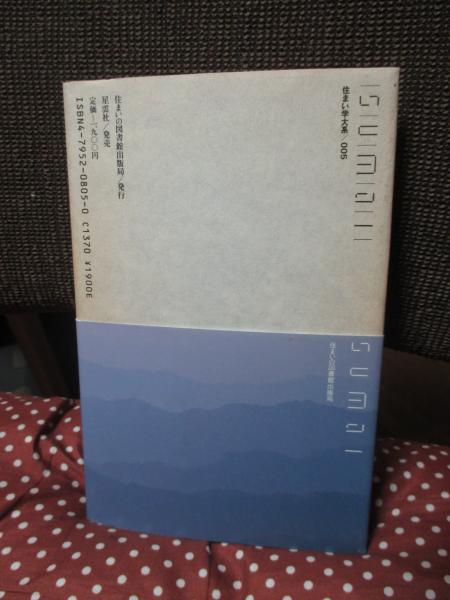 SUMAI
住まい学大系/005
住まいの図書館出版局/発行
星雲社/発売
定価―一九〇〇円
ISBN4-7952-0805-0 C1370 ¥1900E
SUMAI
住まいの図書館出版局